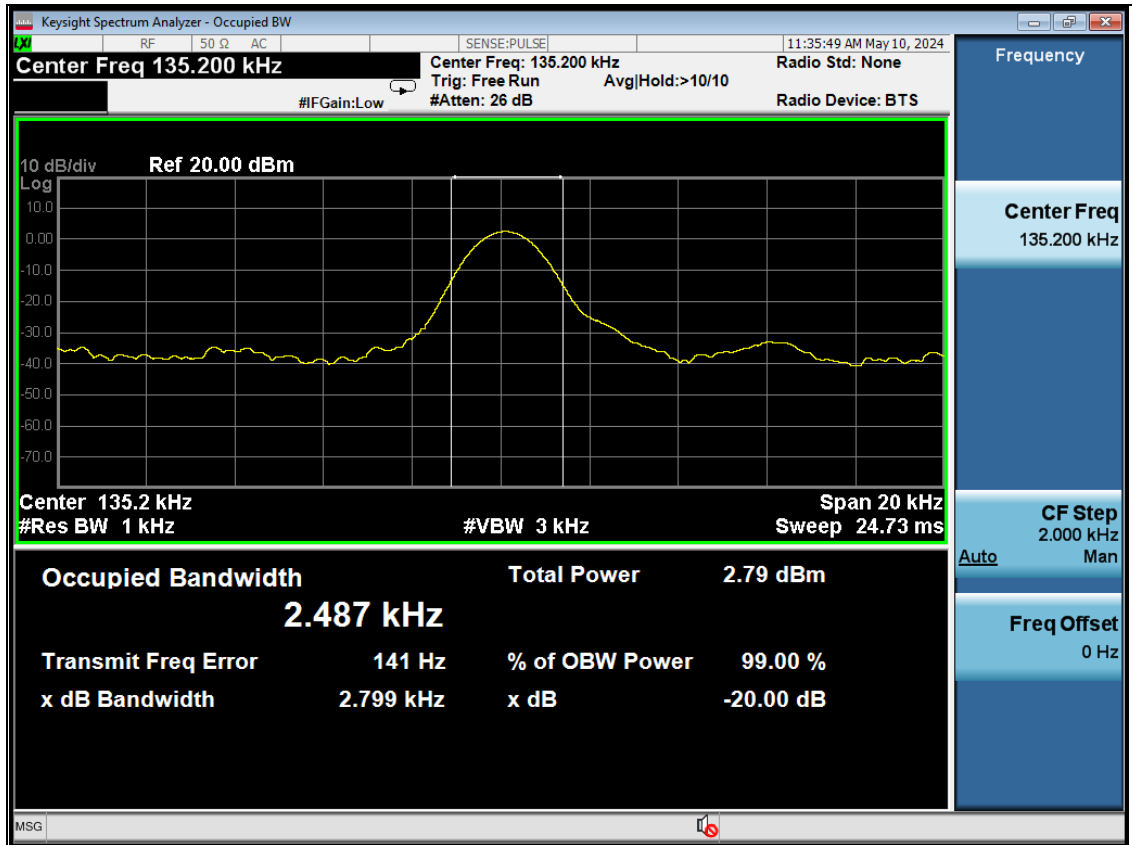 Keysight Spectrum Analyzer - Occupied BW
LXI RF 50 Ω AC SENSE:PULSE 11:35:49 AM May 10, 2024
Center Freq 135.200 kHz
Center Freq: 135.200 kHz Radio Std: None
Trig: Free Run Avg|Hold:>10/10
#IFGain:Low #Atten: 26 dB Radio Device: BTS
10 dB/div Ref 20.00 dBm
Log
10.0
0.00
-10.0
-20.0
-30.0
-40.0
-50.0
-60.0
-70.0
Center 135.2 kHz Span 20 kHz
#Res BW 1 kHz #VBW 3 kHz Sweep 24.73 ms
Occupied Bandwidth Total Power 2.79 dBm
2.487 kHz
Transmit Freq Error 141 Hz % of OBW Power 99.00 %
x dB Bandwidth 2.799 kHz x dB -20.00 dB
Frequency
Center Freq
135.200 kHz
CF Step
2.000 kHz
Auto Man
Freq Offset
0 Hz
MSG